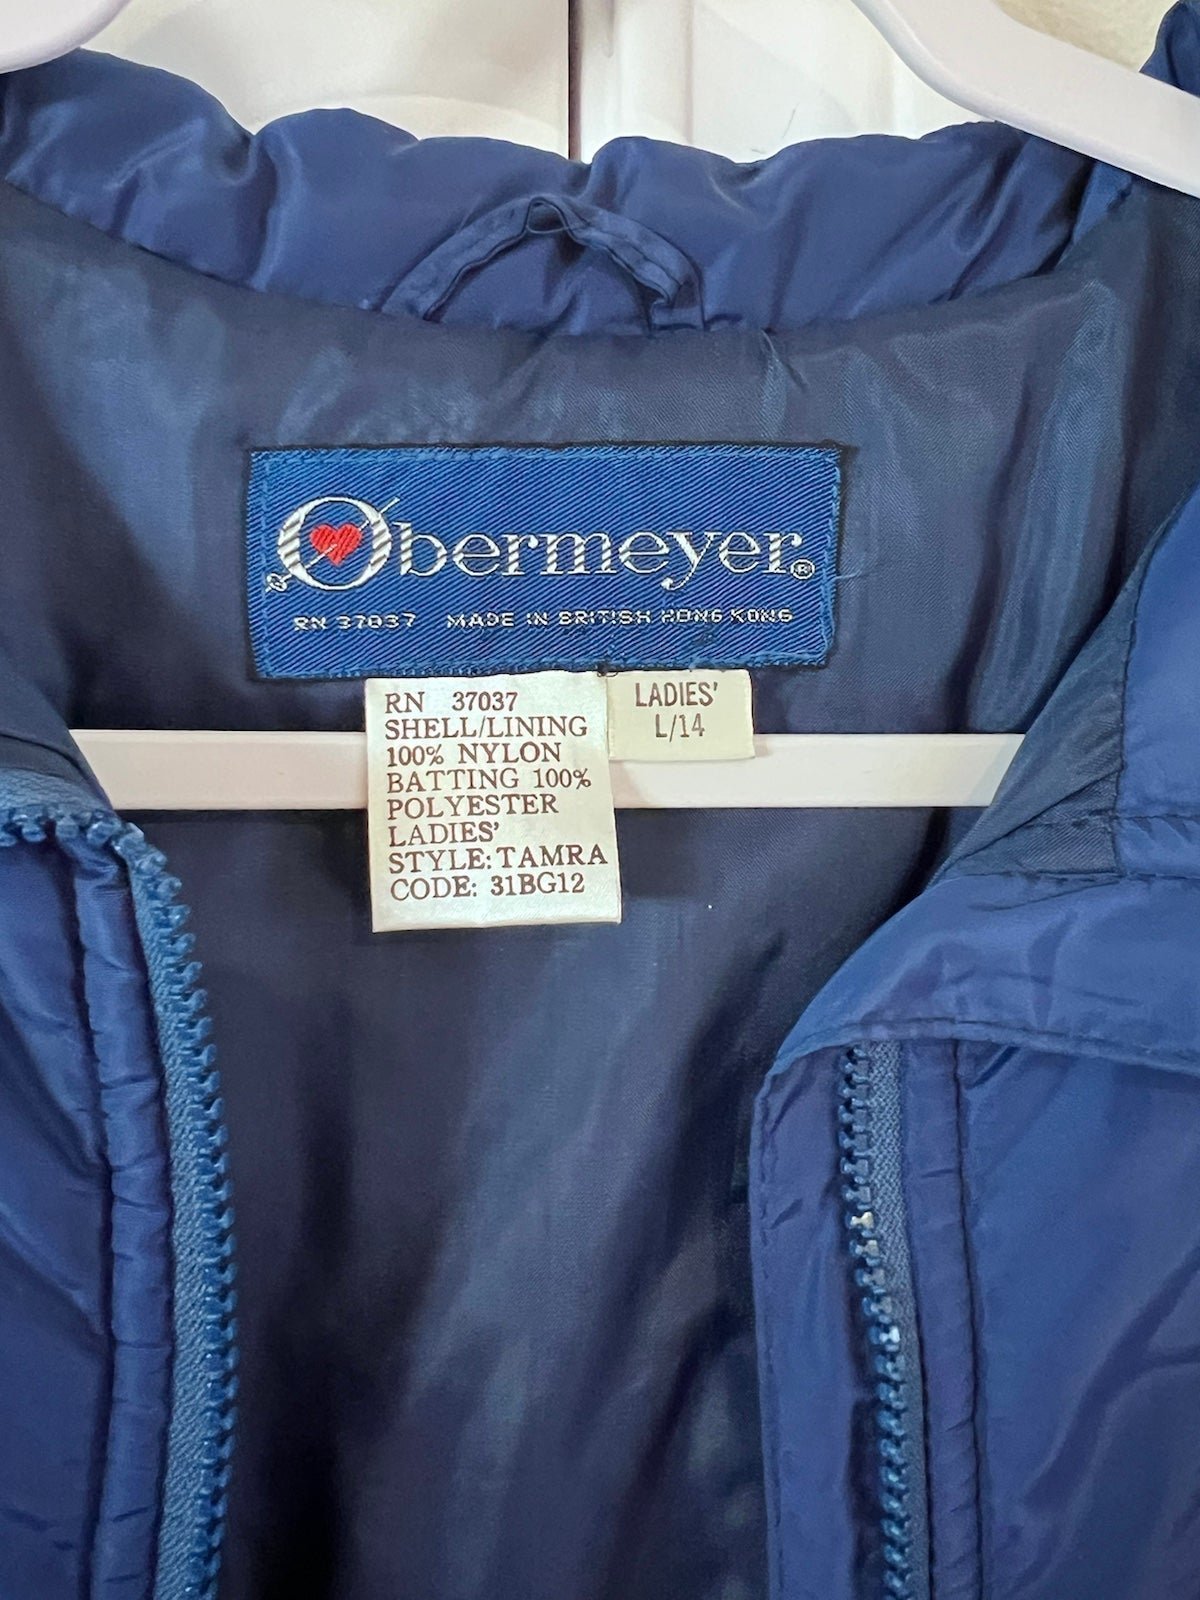 Obermeyer®
RN 37037 MADE IN BRITISH HONG KONG
RN 37037
SHELL/LINING
100% NYLON
BATTING 100%
POLYESTER
LADIES'
STYLE: TAMRA
CODE: 31BG12
LADIES'
L/14